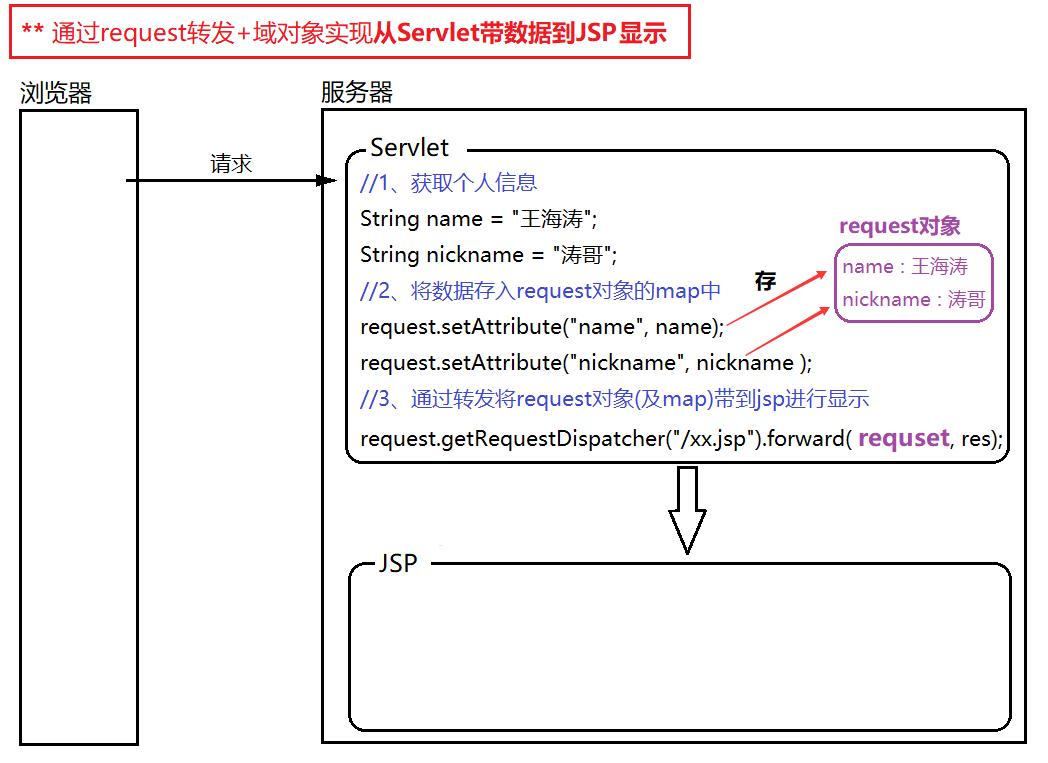 ** 通过request转发+域对象实现从Servlet带数据到JSP显示
浏览器
服务器
请求
Servlet
//1、获取个人信息
String name = "王海涛";
String nickname = "涛哥";
//2、将数据存入request对象的map中
request.setAttribute("name", name);
request.setAttribute("nickname", nickname );
//3、通过转发将request对象(及map)带到jsp进行显示
request.getRequestDispatcher("/xx.jsp").forward( requset, res);
存
request对象
name : 王海涛
nickname : 涛哥
JSP